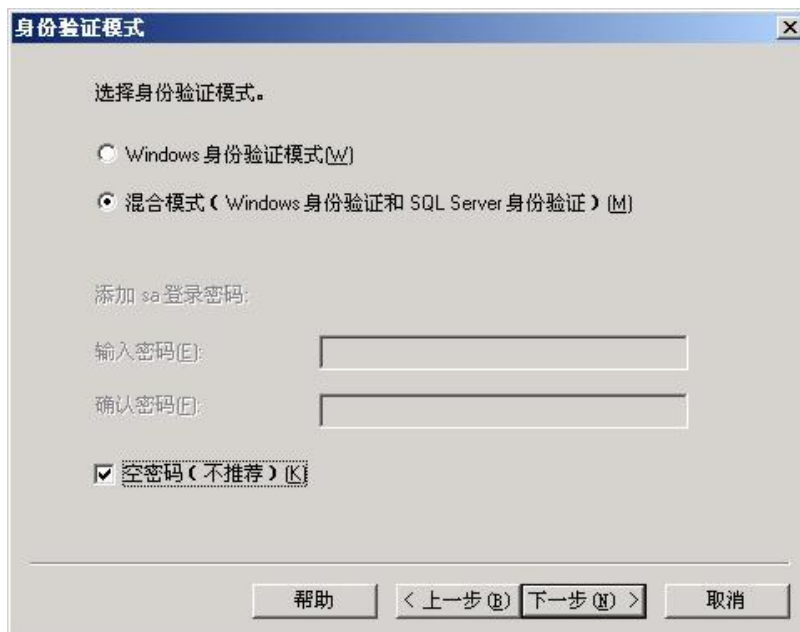 身份验证模式
选择身份验证模式。
Windows 身份验证模式(W)
混合模式（Windows 身份验证和 SQL Server 身份验证）(M)
添加 sa 登录密码:
输入密码(E):
确认密码(F):
空密码（不推荐）(K)
帮助
< 上一步(B)
下一步(N) >
取消